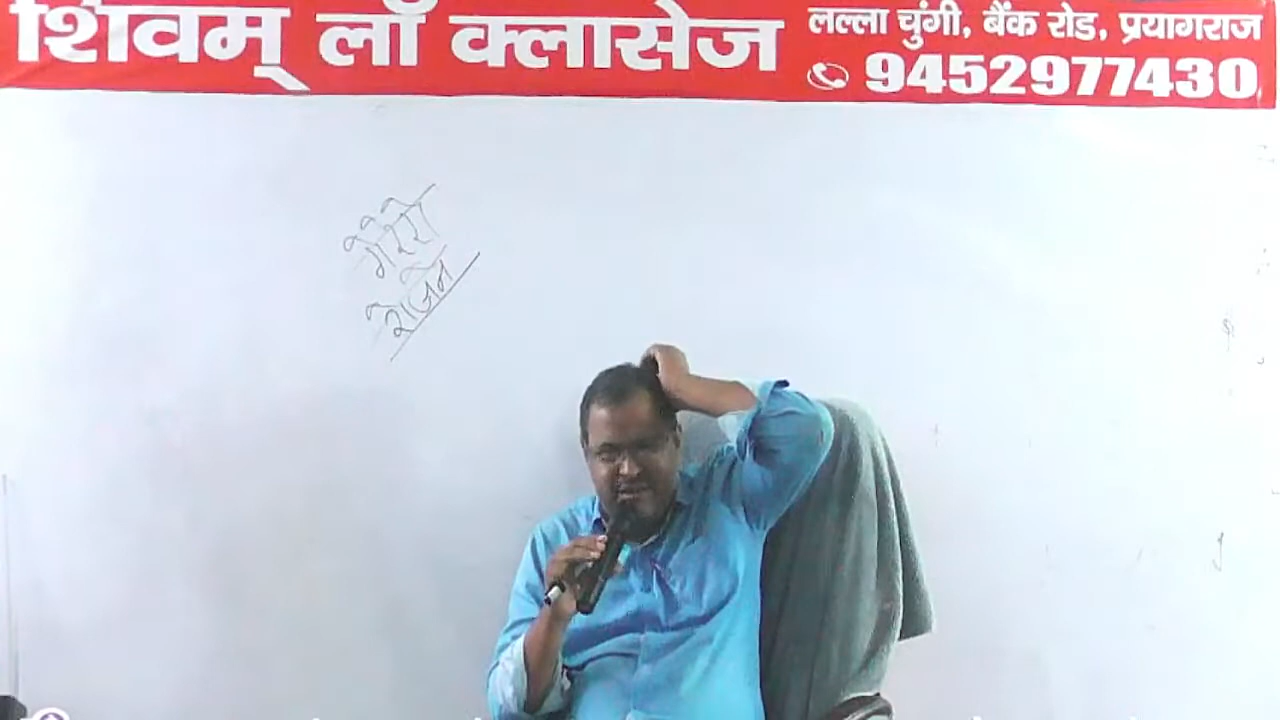 शिवम् लॉ क्लासेज
लल्ला चुंगी, बैंक रोड, प्रयागराज
9452977430